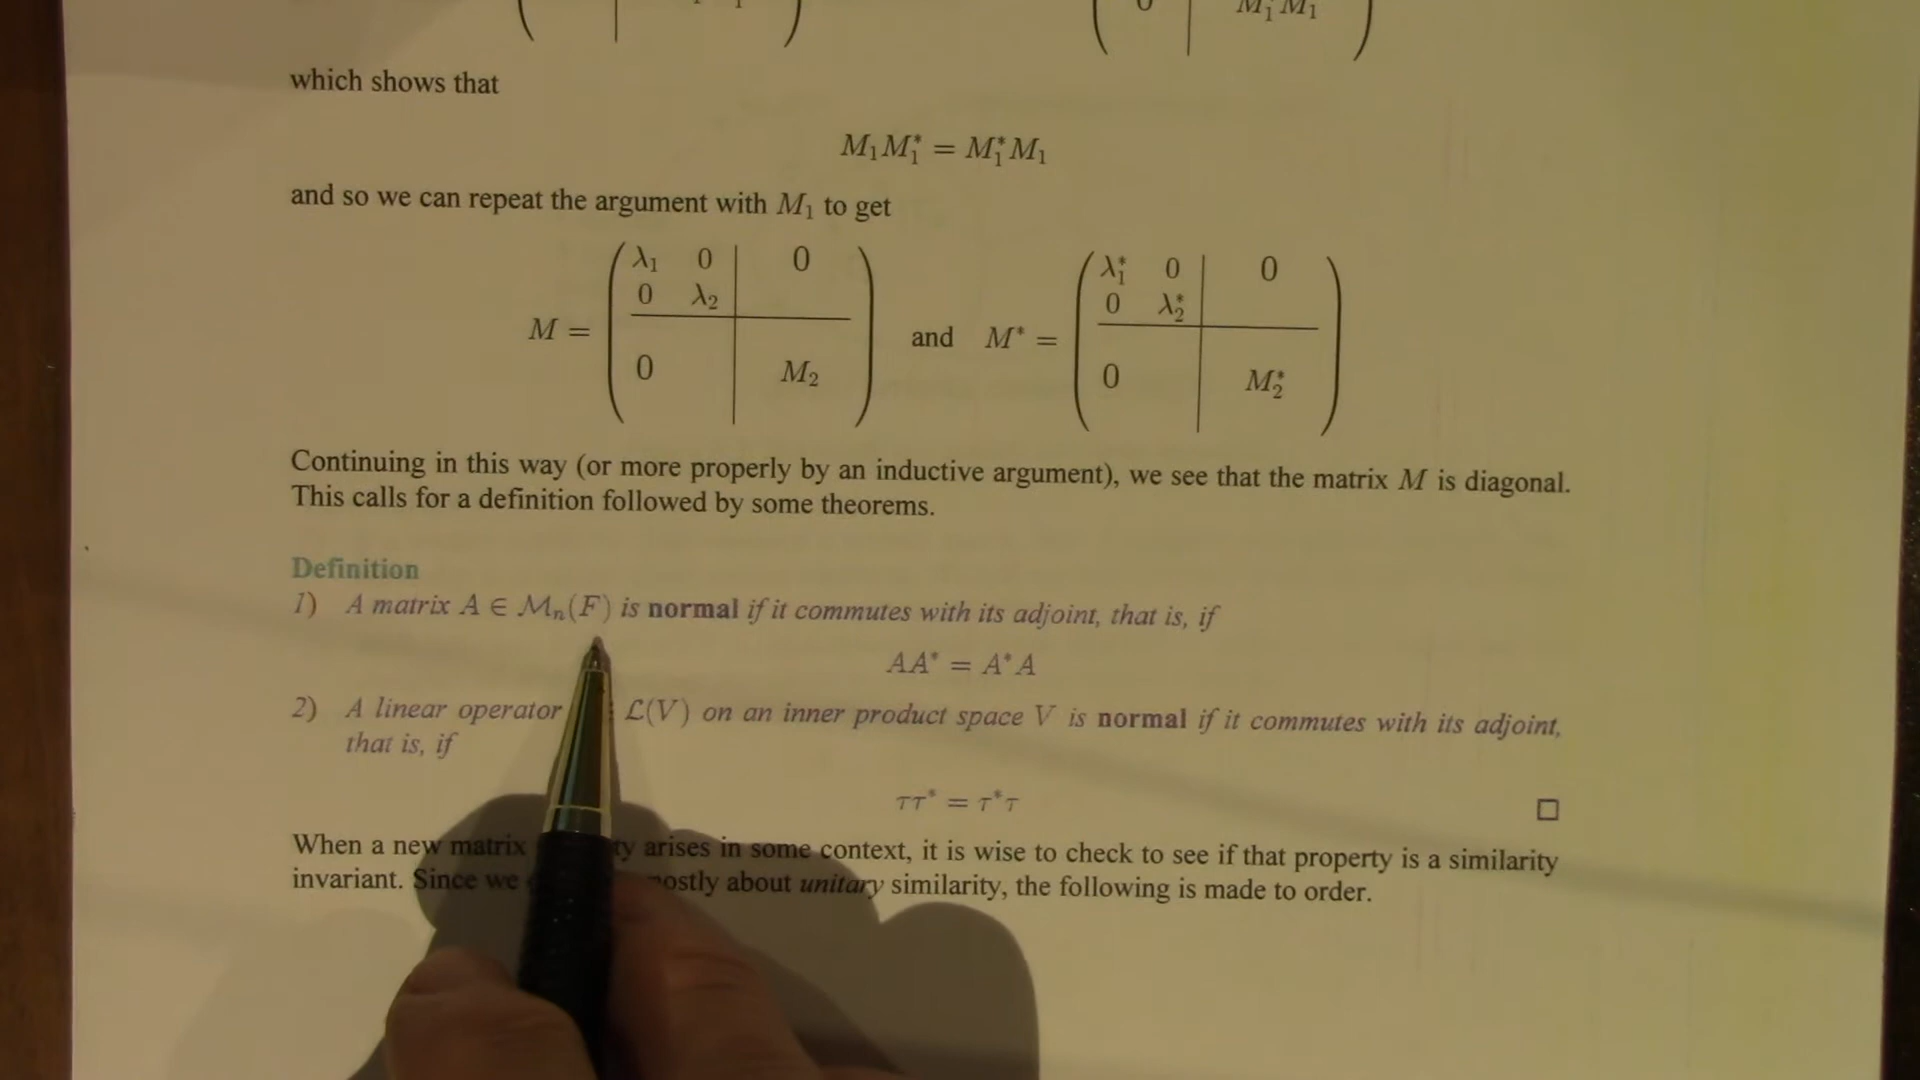 0 M₁* M₁
which shows that
M₁M₁* = M₁*M₁
and so we can repeat the argument with M₁ to get
λ₁ 0 0 λ₁* 0 0
0 λ₂ 0 λ₂*
M = and M* =
0 M₂ 0 M₂*
Continuing in this way (or more properly by an inductive argument), we see that the matrix M is diagonal.
This calls for a definition followed by some theorems.
Definition
1) A matrix A ∈ ℳₙ(F) is normal if it commutes with its adjoint, that is, if
AA* = A*A
2) A linear operator ℒ(V) on an inner product space V is normal if it commutes with its adjoint,
that is, if
ττ* = τ*τ
□
When a new matrix ty arises in some context, it is wise to check to see if that property is a similarity
invariant. Since we mostly about unitary similarity, the following is made to order.